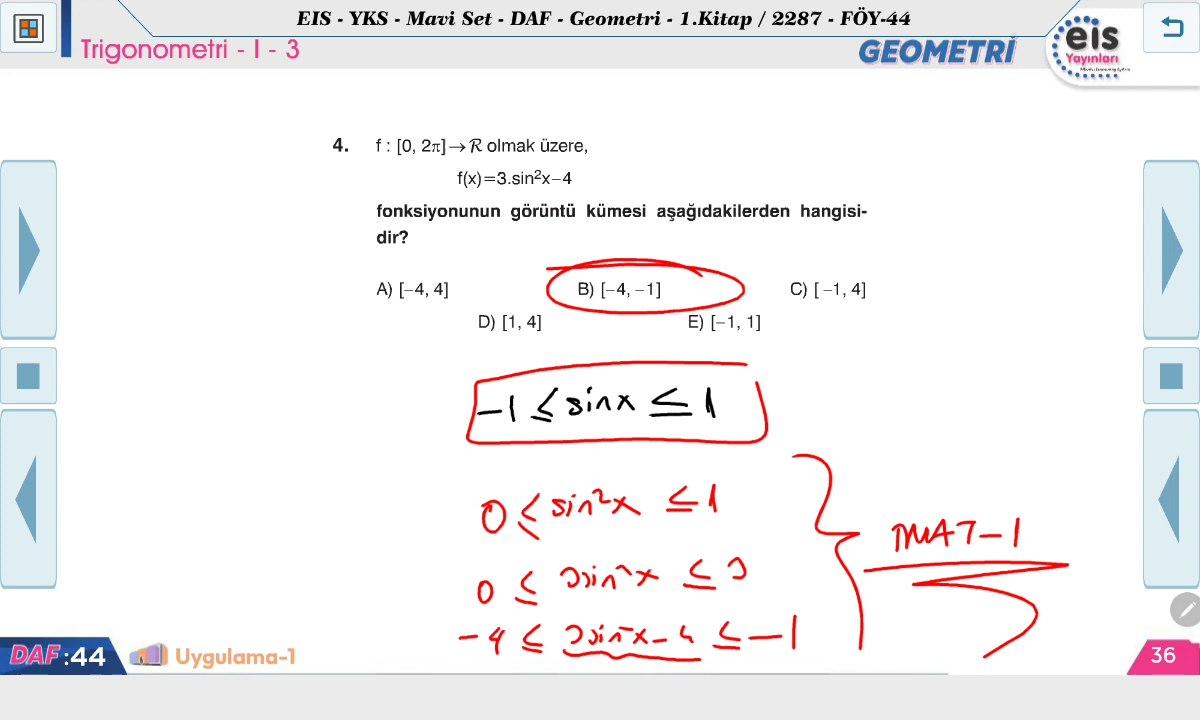 EIS - YKS - Mavi Set - DAF - Geometri - 1.Kitap / 2287 - FÖY-44
Trigonometri - I - 3
GEOMETRİ
eis
Yayınları
4. f : [0, 2π]→R olmak üzere,
f(x)=3.sin²x−4
fonksiyonunun görüntü kümesi aşağıdakilerden hangisi-
dir?
A) [−4, 4] B) [−4, −1] C) [ −1, 4]
D) [1, 4] E) [−1, 1]
−1 ≤ sinx ≤ 1
0 ≤ sin²x ≤ 1
0 ≤ 3sin²x ≤ 3
−4 ≤ 3sin²x−4 ≤ −1
MAT-1
DAF:44
Uygulama-1
36